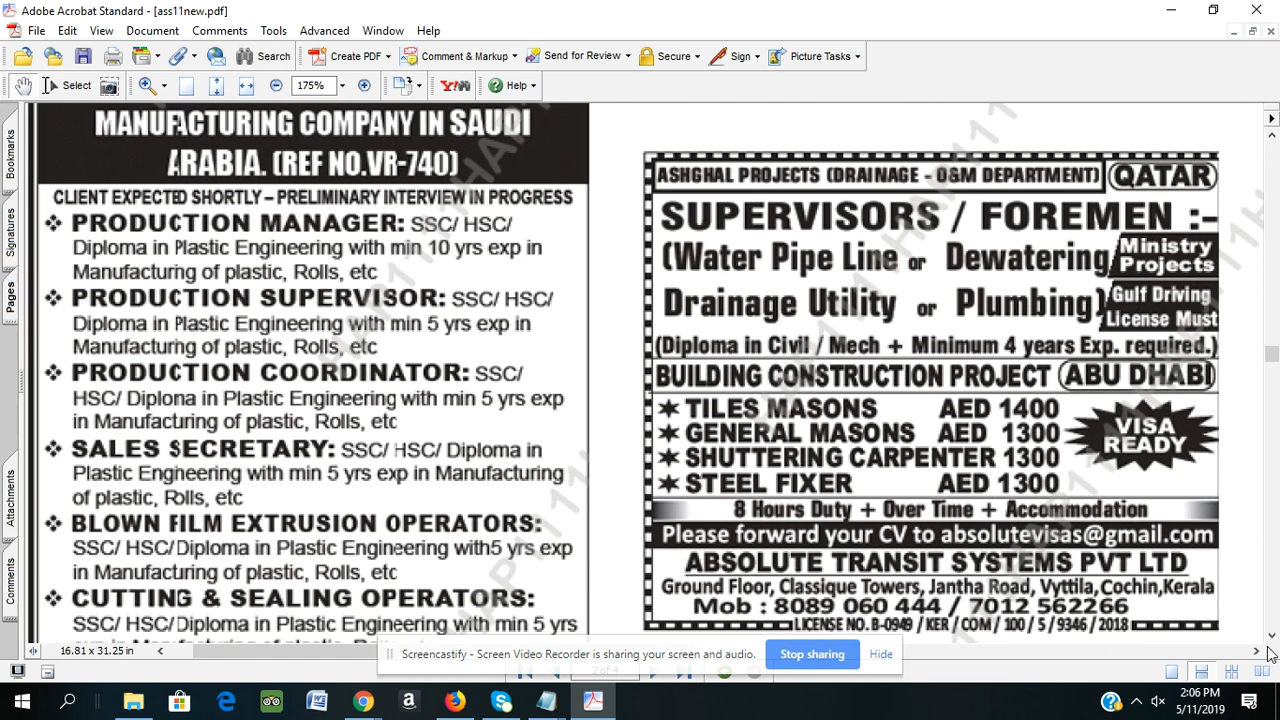 Adobe Acrobat Standard - [ass11new.pdf]
File Edit View Document Comments Tools Advanced Window Help
Search Create PDF Comment & Markup Send for Review Secure Sign Picture Tasks
Select 175% Help
Bookmarks
Signatures
Pages
Attachments
Comments
MANUFACTURING COMPANY IN SAUDI
ARABIA. (REF NO.VR-740)
CLIENT EXPECTED SHORTLY – PRELIMINARY INTERVIEW IN PROGRESS
❖ PRODUCTION MANAGER: SSC/ HSC/
Diploma in Plastic Engineering with min 10 yrs exp in
Manufacturing of plastic, Rolls, etc
❖ PRODUCTION SUPERVISOR: SSC/ HSC/
Diploma in Plastic Engineering with min 5 yrs exp in
Manufacturing of plastic, Rolls, etc
❖ PRODUCTION COORDINATOR: SSC/
HSC/ Diplona in Plastic Engineering with min 5 yrs exp
in Manufacturing of plastic, Rolls, etc
❖ SALES SECRETARY: SSC/ HSC/ Diploma in
Plastic Engineering with min 5 yrs exp in Manufacturing
of plastic, Rolls, etc
❖ BLOWN FILM EXTRUSION OPERATORS:
SSC/ HSC/Diploma in Plastic Engineering with5 yrs exp
in Manufacturing of plastic, Rolls, etc
❖ CUTTING & SEALING OPERATORS:
SSC/ HSC/Diploma in Plastic Engineering with min 5 yrs
ASHGHAL PROJECTS (DRAINAGE - O&M DEPARTMENT) QATAR
SUPERVISORS / FOREMEN :-
(Water Pipe Line or Dewatering
Drainage Utility or Plumbing)
Ministry
Projects
Gulf Driving
License Must
(Diploma in Civil / Mech + Minimum 4 years Exp. required.)
BUILDING CONSTRUCTION PROJECT ABU DHABI
★ TILES MASONS AED 1400
★ GENERAL MASONS AED 1300
★ SHUTTERING CARPENTER 1300
★ STEEL FIXER AED 1300
VISA
READY
8 Hours Duty + Over Time + Accommodation
Please forward your CV to absolutevisas@gmail.com
ABSOLUTE TRANSIT SYSTEMS PVT LTD
Ground Floor, Classique Towers, Jantha Road, Vyttila,Cochin,Kerala
Mob : 8089 060 444 / 7012 562266
LICENSE NO. B-0949 / KER / COM / 100 / 5 / 9346 / 2018
16.81 x 31.25 in
Screencastify - Screen Video Recorder is sharing your screen and audio. Stop sharing Hide
2 of 4
2:06 PM
5/11/2019